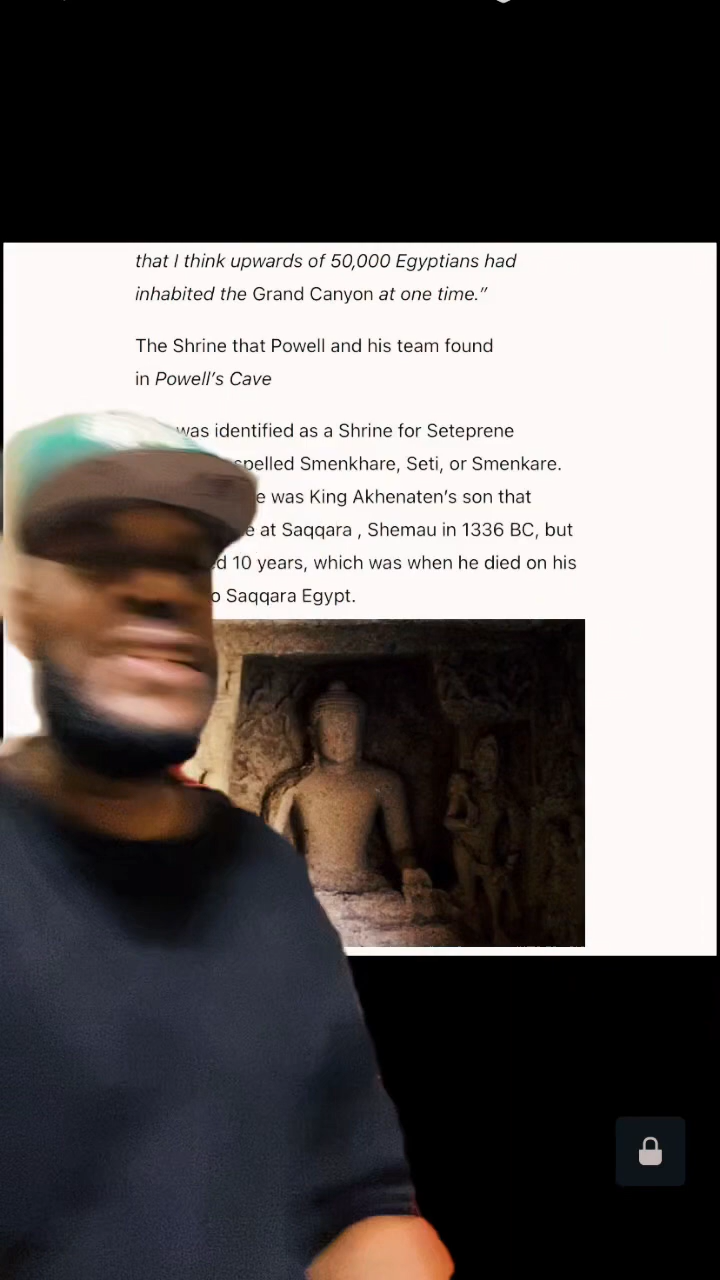 that I think upwards of 50,000 Egyptians had
inhabited the Grand Canyon at one time.”
The Shrine that Powell and his team found
in Powell’s Cave
was identified as a Shrine for Seteprene
spelled Smenkhare, Seti, or Smenkare.
was King Akhenaten’s son that
at Saqqara , Shemau in 1336 BC, but
10 years, which was when he died on his
Saqqara Egypt.